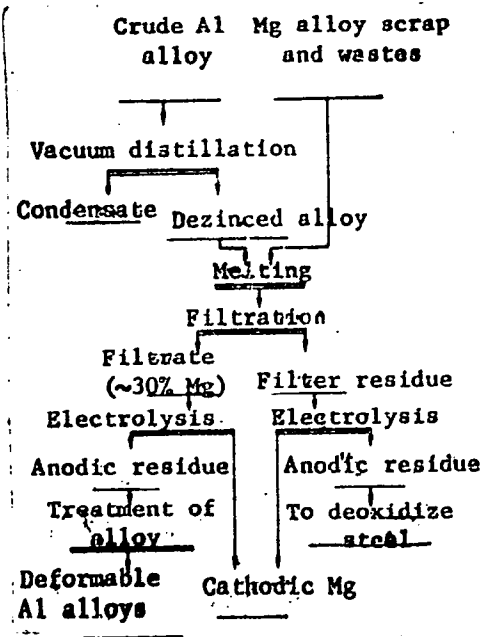 Crude Al Mg alloy scrap
alloy and wastes
Vacuum distillation
Condensate
Dezinced alloy
Melting
Filtration
Filtrate
(~30% Mg)
Filter residue
Electrolysis Electrolysis
Anodic residue Anodic residue
Treatment of
alloy
To deoxidize
steel
Deformable
Al alloys
Cathodic Mg